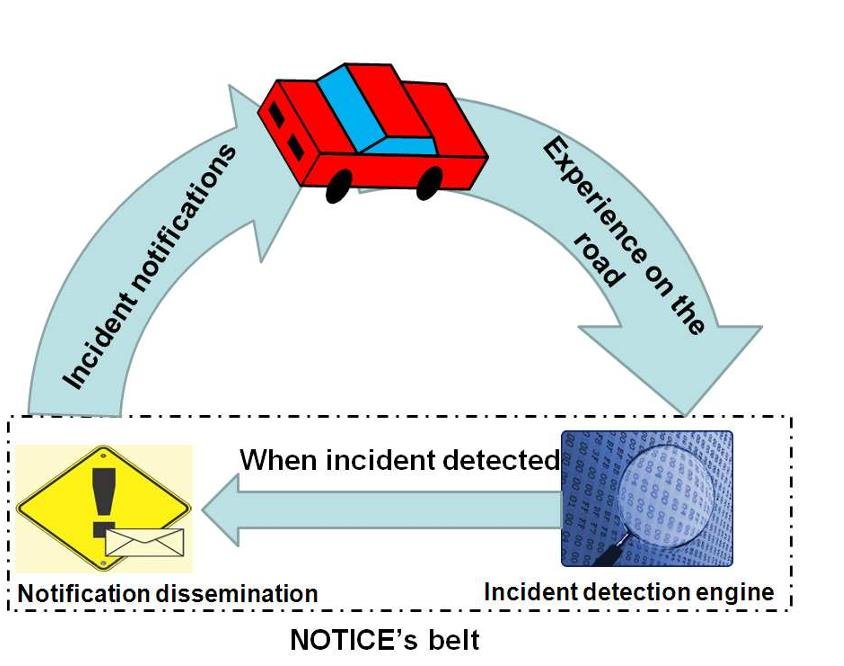 Incident notifications
Experience on the
road
When incident detected
Notification dissemination
Incident detection engine
NOTICE's belt